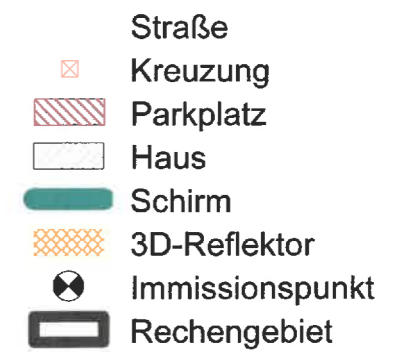 Straße
Kreuzung
Parkplatz
Haus
Schirm
3D-Reflektor
Immissionspunkt
Rechengebiet